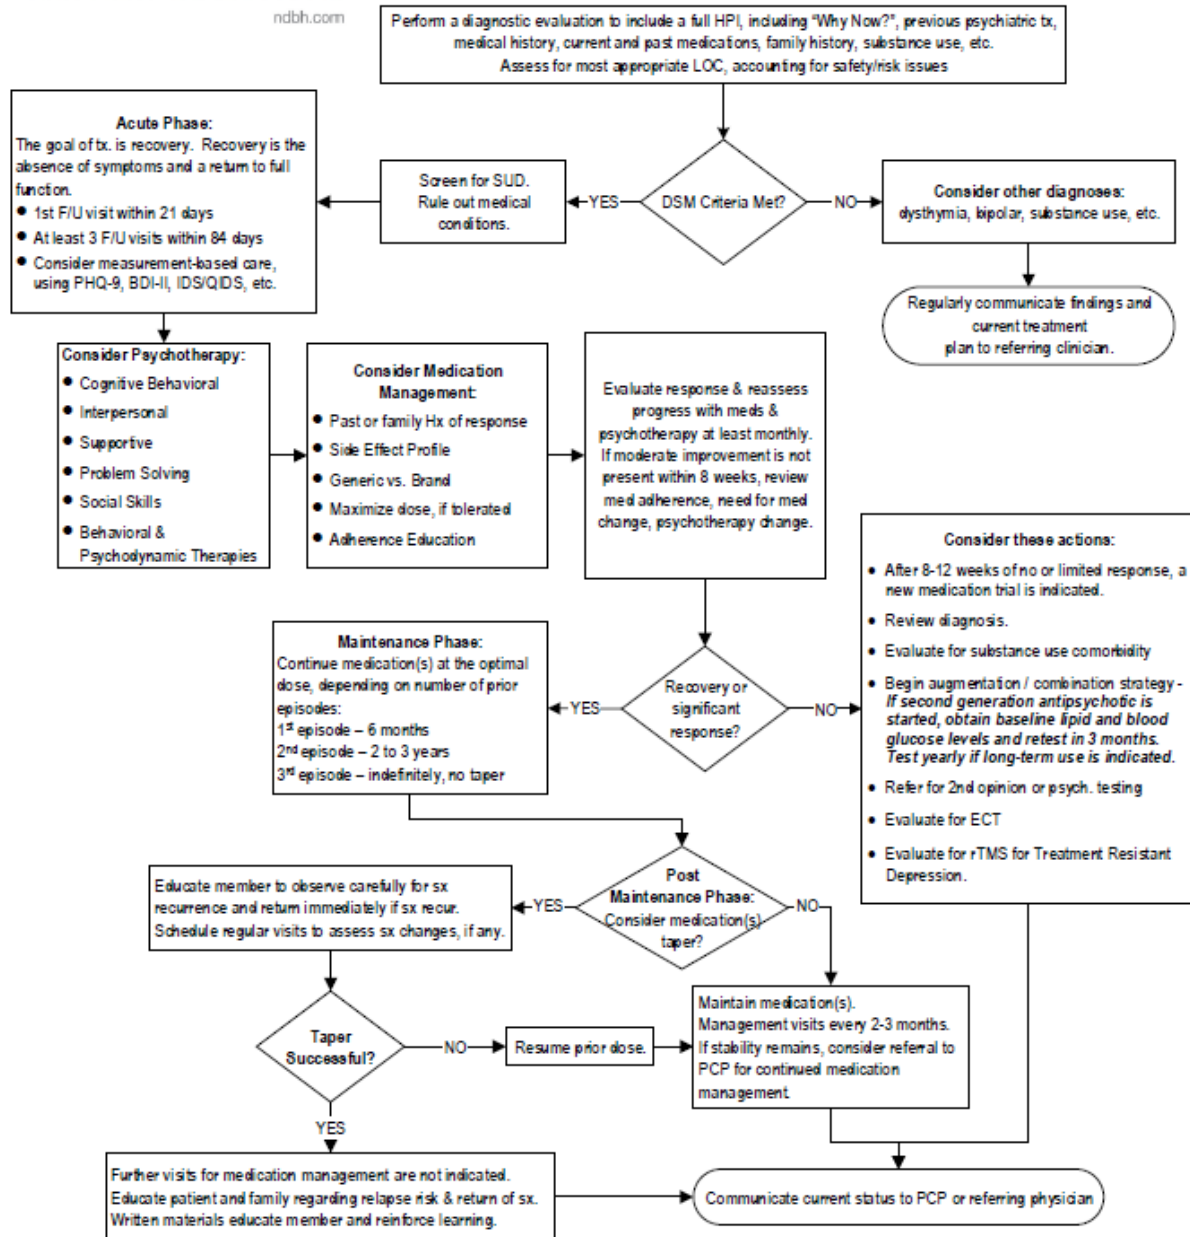 ndbh.com
Perform a diagnostic evaluation to include a full HPI, including "Why Now?", previous psychiatric tx,
medical history, current and past medications, family history, substance use, etc.
Assess for most appropriate LOC, accounting for safety/risk issues
Acute Phase:
The goal of tx. is recovery. Recovery is the
absence of symptoms and a return to full
function.
● 1st F/U visit within 21 days
● At least 3 F/U visits within 84 days
● Consider measurement-based care,
using PHQ-9, BDI-II, IDS/QIDS, etc.
Screen for SUD.
Rule out medical
conditions.
YES
DSM Criteria Met?
NO
Consider other diagnoses:
dysthymia, bipolar, substance use, etc.
Regularly communicate findings and
current treatment
plan to referring clinician.
Consider Psychotherapy:
● Cognitive Behavioral
● Interpersonal
● Supportive
● Problem Solving
● Social Skills
● Behavioral &
Psychodynamic Therapies
Consider Medication
Management:
● Past or family Hx of response
● Side Effect Profile
● Generic vs. Brand
● Maximize dose, if tolerated
● Adherence Education
Evaluate response & reassess
progress with meds &
psychotherapy at least monthly.
If moderate improvement is not
present within 8 weeks, review
med adherence, need for med
change, psychotherapy change.
Consider these actions:
● After 8-12 weeks of no or limited response, a
new medication trial is indicated.
● Review diagnosis.
● Evaluate for substance use comorbidity
● Begin augmentation / combination strategy -
If second generation antipsychotic is
started, obtain baseline lipid and blood
glucose levels and retest in 3 months.
Test yearly if long-term use is indicated.
● Refer for 2nd opinion or psych. testing
● Evaluate for ECT
● Evaluate for rTMS for Treatment Resistant
Depression.
Maintenance Phase:
Continue medication(s) at the optimal
dose, depending on number of prior
episodes:
1st episode – 6 months
2nd episode – 2 to 3 years
3rd episode – indefinitely, no taper
YES
Recovery or
significant
response?
NO
Educate member to observe carefully for sx
recurrence and return immediately if sx recur.
Schedule regular visits to assess sx changes, if any.
YES
Post
Maintenance Phase:
Consider medication(s)
taper?
NO
Taper
Successful?
NO
Resume prior dose.
Maintain medication(s).
Management visits every 2-3 months.
If stability remains, consider referral to
PCP for continued medication
management.
YES
Further visits for medication management are not indicated.
Educate patient and family regarding relapse risk & return of sx.
Written materials educate member and reinforce learning.
Communicate current status to PCP or referring physician